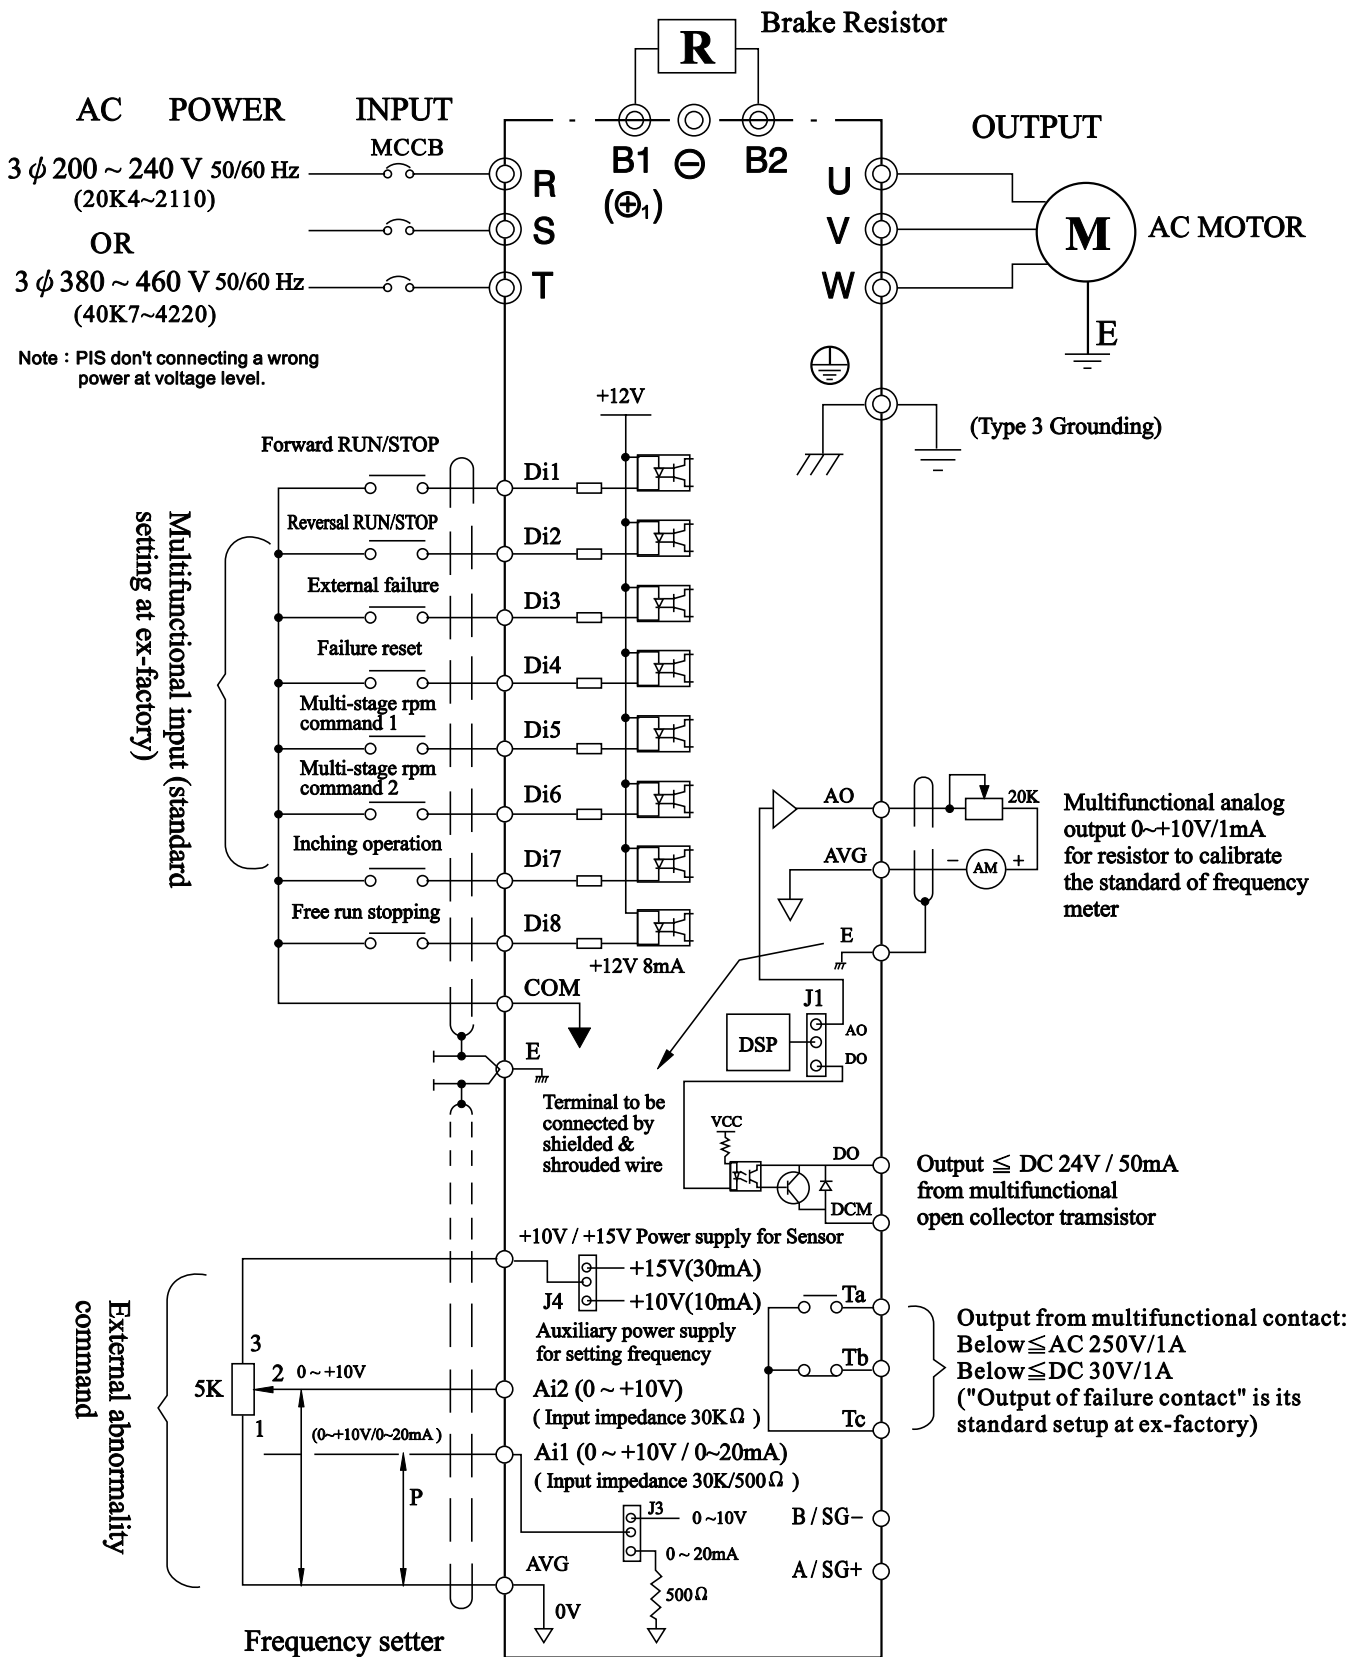 Brake Resistor
R
AC POWER INPUT
OUTPUT
MCCB
B1
⊖
B2
(⊕1)
3 ϕ 200 ~ 240 V 50/60 Hz
(20K4~2110)
OR
3 ϕ 380 ~ 460 V 50/60 Hz
(40K7~4220)
R
S
T
U
V
W
M
AC MOTOR
E
Note : PIS don't connecting a wrong
power at voltage level.
(Type 3 Grounding)
+12V
Multifunctional input (standard
setting at ex-factory)
Forward RUN/STOP
Di1
Reversal RUN/STOP
Di2
External failure
Di3
Failure reset
Di4
Multi-stage rpm
command 1
Di5
Multi-stage rpm
command 2
Di6
Inching operation
Di7
Free run stopping
Di8
+12V 8mA
COM
E
AO
20K
AVG
−
AM
+
E
Multifunctional analog
output 0~+10V/1mA
for resistor to calibrate
the standard of frequency
meter
J1
AO
DSP
DO
Terminal to be
connected by
shielded &
shrouded wire
VCC
DO
DCM
Output ≦ DC 24V / 50mA
from multifunctional
open collector tramsistor
+10V / +15V Power supply for Sensor
+15V(30mA)
J4
+10V(10mA)
Auxiliary power supply
for setting frequency
External abnormality
command
3
2
0 ~ +10V
5K
1
Ai2 (0 ~ +10V)
( Input impedance 30KΩ )
(0~+10V/0~20mA )
Ai1 (0 ~ +10V / 0~20mA)
( Input impedance 30K/500Ω )
P
J3
0 ~10V
0 ~ 20mA
500Ω
AVG
0V
Frequency setter
Ta
Tb
Tc
Output from multifunctional contact:
Below≦AC 250V/1A
Below≦DC 30V/1A
("Output of failure contact" is its
standard setup at ex-factory)
B / SG−
A / SG+